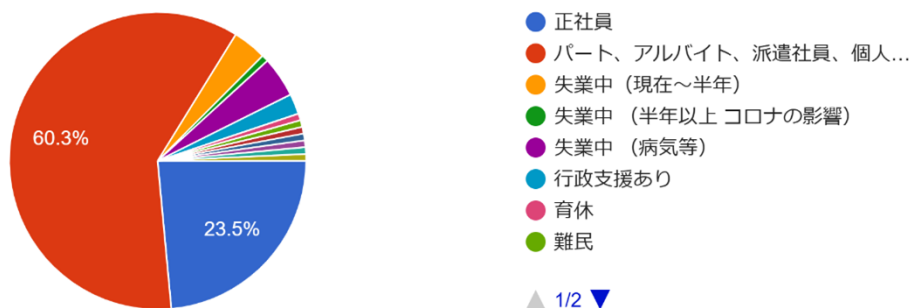 60.3%
23.5%
正社員
パート、アルバイト、派遣社員、個人...
失業中（現在～半年）
失業中 （半年以上 コロナの影響）
失業中 （病気等）
行政支援あり
育休
難民
1/2